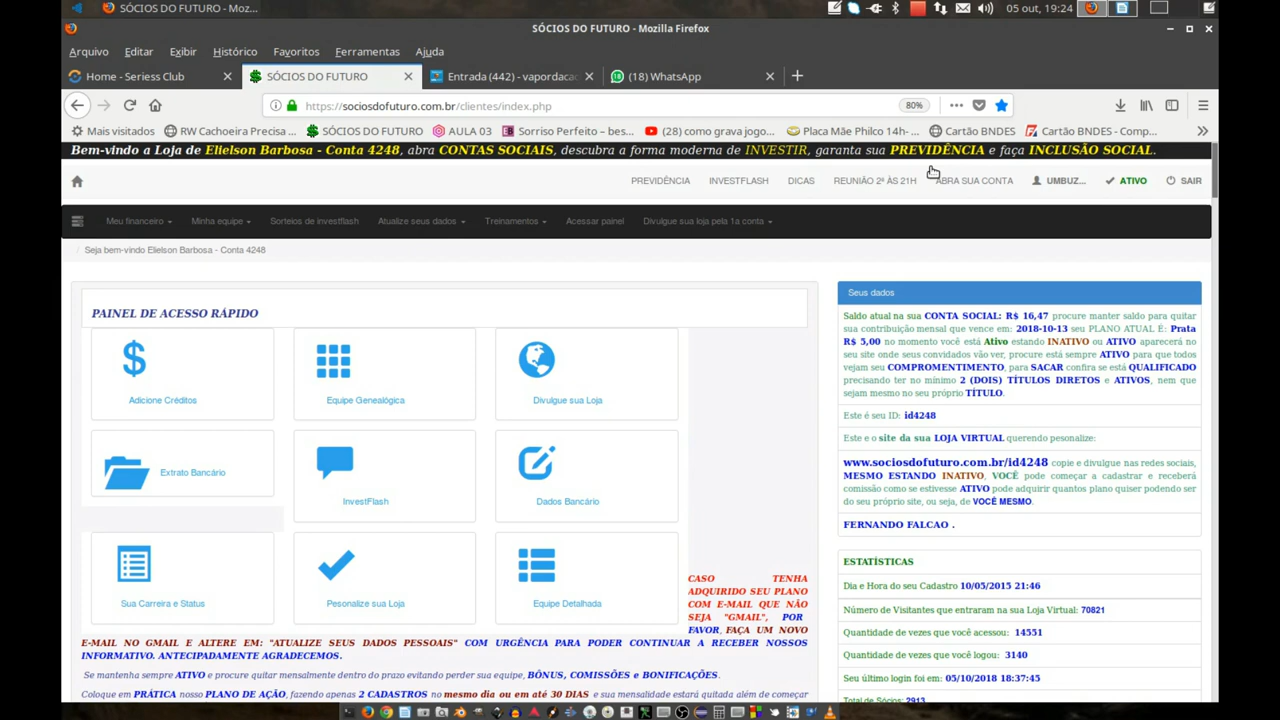 SÓCIOS DO FUTURO - Moz...
05 out, 19:24
SÓCIOS DO FUTURO - Mozilla Firefox
Arquivo Editar Exibir Histórico Favoritos Ferramentas Ajuda
Home - Seriess Club
SÓCIOS DO FUTURO
Entrada (442) - vapordacac
(18) WhatsApp
https://sociosdofuturo.com.br/clientes/index.php
80%
Mais visitados
RW Cachoeira Precisa ...
SÓCIOS DO FUTURO
AULA 03
Sorriso Perfeito – bes...
(28) como grava jogo...
Placa Mãe Philco 14h- ...
Cartão BNDES
Cartão BNDES - Comp...
Bem-vindo a Loja de Elielson Barbosa - Conta 4248, abra CONTAS SOCIAIS, descubra a forma moderna de INVESTIR, garanta sua PREVIDÊNCIA e faça INCLUSÃO SOCIAL.
PREVIDÊNCIA INVESTFLASH DICAS REUNIÃO 2ª ÀS 21H ABRA SUA CONTA UMBUZ... ATIVO SAIR
Meu financeiro Minha equipe Sorteios de investflash Atualize seus dados Treinamentos Acessar painel Divulgue sua loja pela 1a conta
/ Seja bem-vindo Elielson Barbosa - Conta 4248
PAINEL DE ACESSO RÁPIDO
Adicione Créditos
Equipe Genealógica
Divulgue sua Loja
Extrato Bancário
InvestFlash
Dados Bancário
Sua Carreira e Status
Pesonalize sua Loja
Equipe Detalhada
CASO TENHA
ADQUIRIDO SEU PLANO
COM E-MAIL QUE NÃO
SEJA "GMAIL", POR
FAVOR, FAÇA UM NOVO
E-MAIL NO GMAIL E ALTERE EM: "ATUALIZE SEUS DADOS PESSOAIS" COM URGÊNCIA PARA PODER CONTINUAR A RECEBER NOSSOS
INFORMATIVO. ANTECIPADAMENTE AGRADECEMOS.
Se mantenha sempre ATIVO e procure quitar mensalmente dentro do prazo evitando perder sua equipe, BÔNUS, COMISSÕES e BONIFICAÇÕES.
Coloque em PRÁTICA nosso PLANO DE AÇÃO, fazendo apenas 2 CADASTROS no mesmo dia ou em até 30 DIAS e sua mensalidade estará quitada além de começar
Seus dados
Saldo atual na sua CONTA SOCIAL: R$ 16,47 procure manter saldo para quitar
sua contribuição mensal que vence em: 2018-10-13 seu PLANO ATUAL É: Prata
R$ 5,00 no momento você está Ativo estando INATIVO ou ATIVO aparecerá no
seu site onde seus convidados vão ver, procure está sempre ATIVO para que todos
vejam seu COMPROMENTIMENTO, para SACAR confira se está QUALIFICADO
precisando ter no mínimo 2 (DOIS) TÍTULOS DIRETOS e ATIVOS, nem que
sejam mesmo no seu próprio TÍTULO.
Este é seu ID: id4248
Este e o site da sua LOJA VIRTUAL querendo pesonalize:
www.sociosdofuturo.com.br/id4248 copie e divulgue nas redes sociais,
MESMO ESTANDO INATIVO, VOCÊ pode começar a cadastrar e receberá
comissão como se estivesse ATIVO pode adquirir quantos plano quiser podendo ser
do seu próprio site, ou seja, de VOCÊ MESMO.
FERNANDO FALCAO .
ESTATÍSTICAS
Dia e Hora do seu Cadastro 10/05/2015 21:46
Número de Visitantes que entraram na sua Loja Virtual: 70821
Quantidade de vezes que você acessou: 14551
Quantidade de vezes que você logou: 3140
Seu último login foi em: 05/10/2018 18:37:45
Total de Sócios: 2913